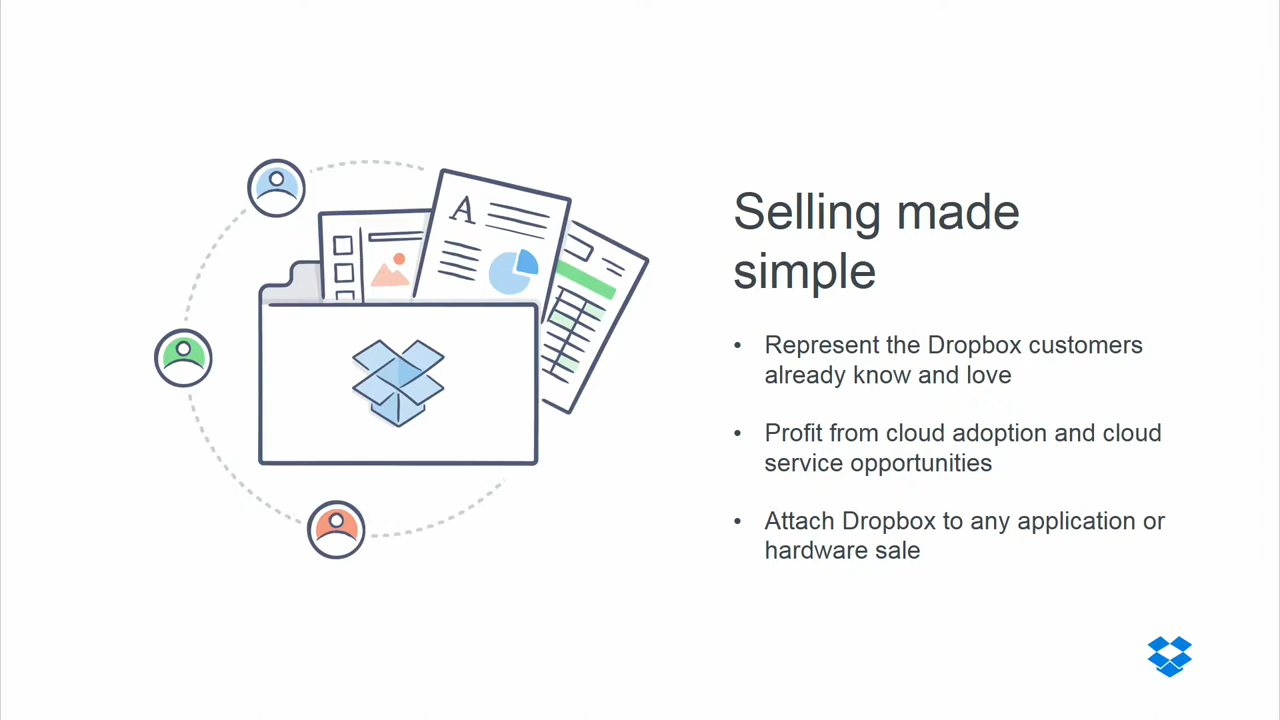 A
Selling made
simple
• Represent the Dropbox customers
already know and love
• Profit from cloud adoption and cloud
service opportunities
• Attach Dropbox to any application or
hardware sale